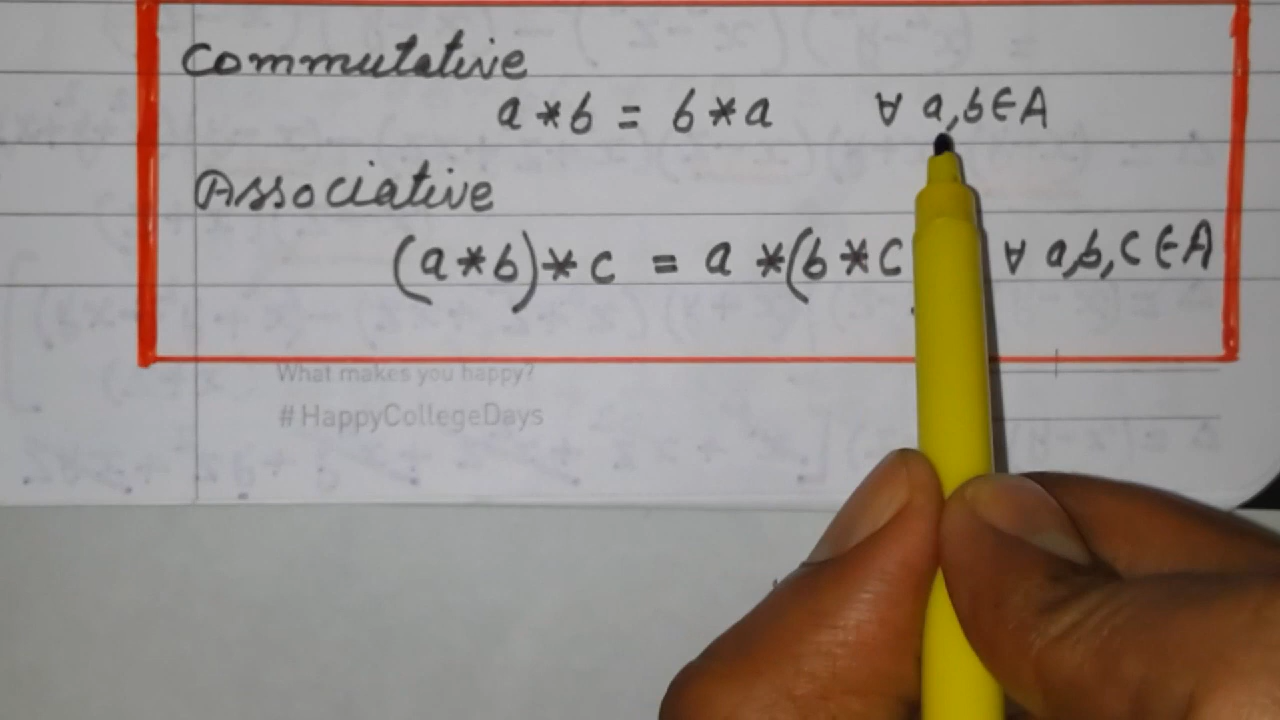 Commutative
a * b = b * a ∀ a,b ∈ A
Associative
(a * b) * c = a * (b * c ∀ a,b,c ∈ A
What makes you happy?
#HappyCollegeDays